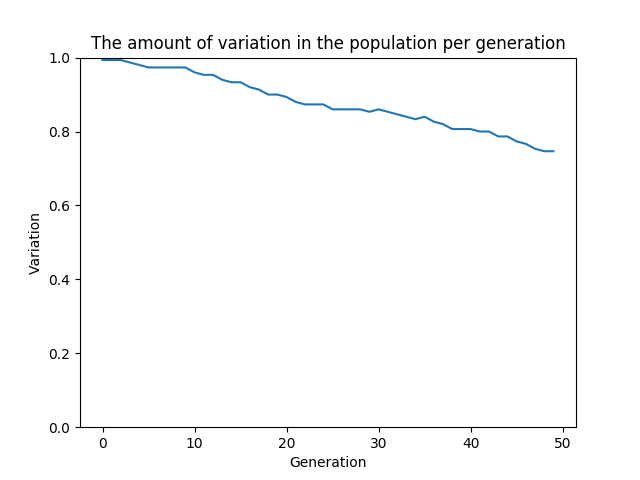 The amount of variation in the population per generation
1.0
0.8
0.6
0.4
0.2
0.0
Variation
0 10 20 30 40 50
Generation